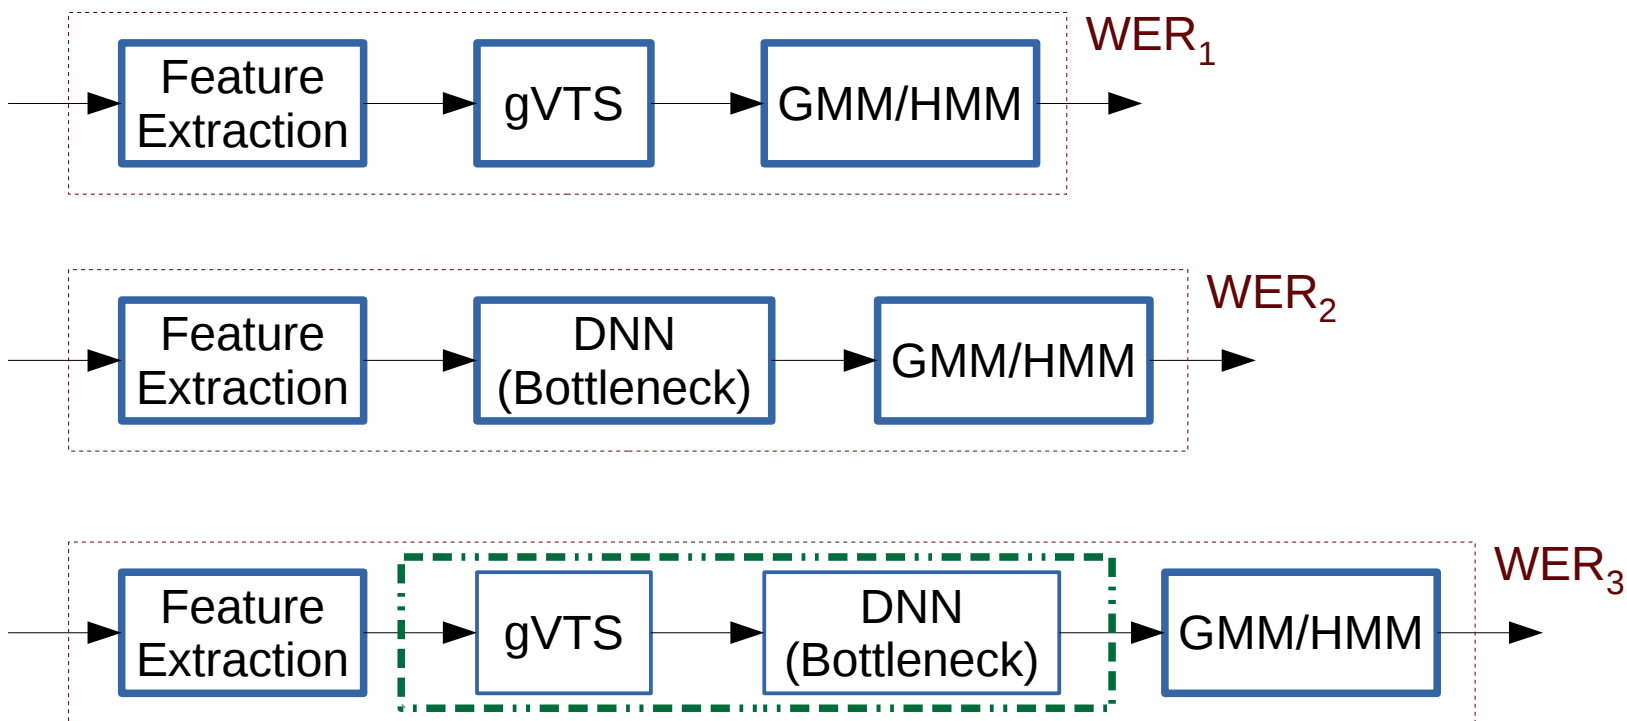 WER1
Feature
Extraction
gVTS
GMM/HMM
WER2
Feature
Extraction
DNN
(Bottleneck)
GMM/HMM
WER3
Feature
Extraction
gVTS
DNN
(Bottleneck)
GMM/HMM